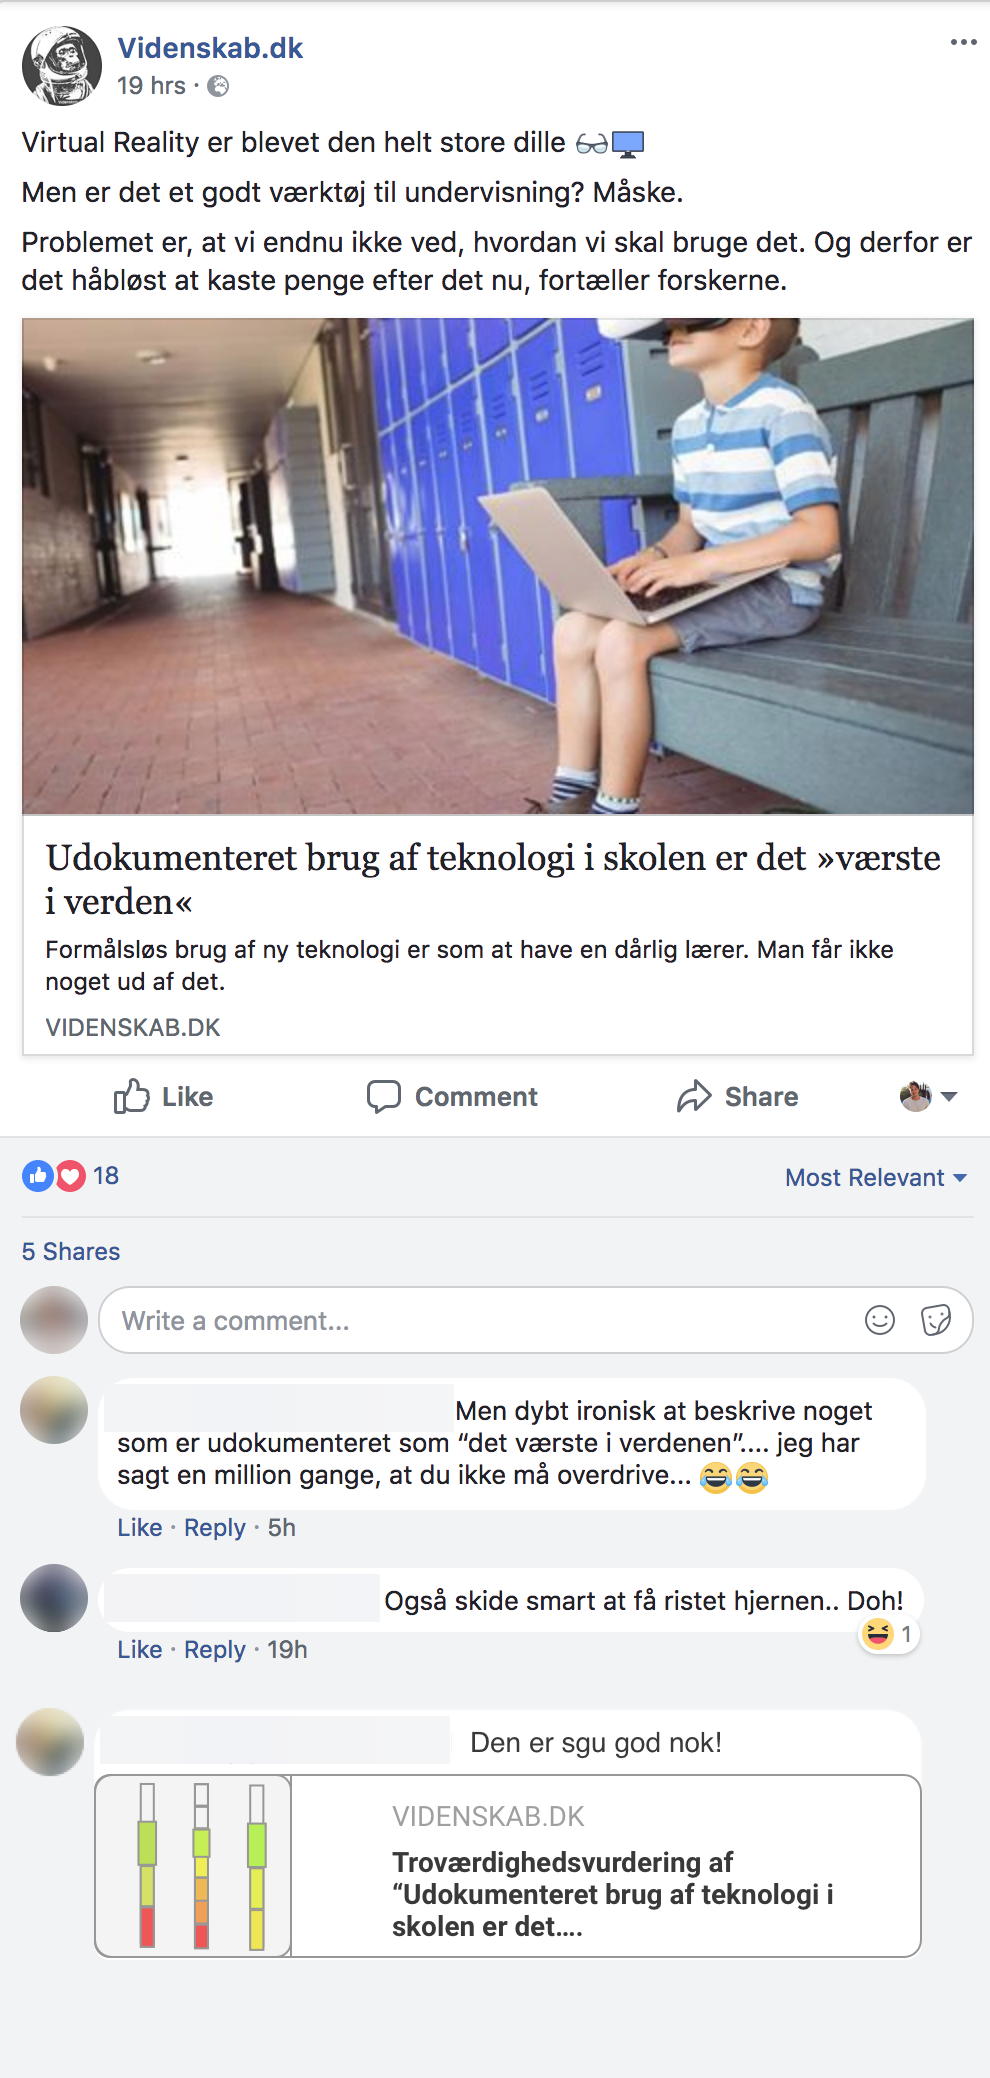 Videnskab.dk
19 hrs ·
Virtual Reality er blevet den helt store dille 👓🖥
Men er det et godt værktøj til undervisning? Måske.
Problemet er, at vi endnu ikke ved, hvordan vi skal bruge det. Og derfor er
det håbløst at kaste penge efter det nu, fortæller forskerne.
Udokumenteret brug af teknologi i skolen er det »værste
i verden«
Formålsløs brug af ny teknologi er som at have en dårlig lærer. Man får ikke
noget ud af det.
VIDENSKAB.DK
Like Comment Share
18 Most Relevant
5 Shares
Write a comment...
Men dybt ironisk at beskrive noget
som er udokumenteret som “det værste i verdenen”.... jeg har
sagt en million gange, at du ikke må overdrive... 😂😂
Like · Reply · 5h
Også skide smart at få ristet hjernen.. Doh!
1
Like · Reply · 19h
Den er sgu god nok!
VIDENSKAB.DK
Troværdighedsvurdering af
“Udokumenteret brug af teknologi i
skolen er det....